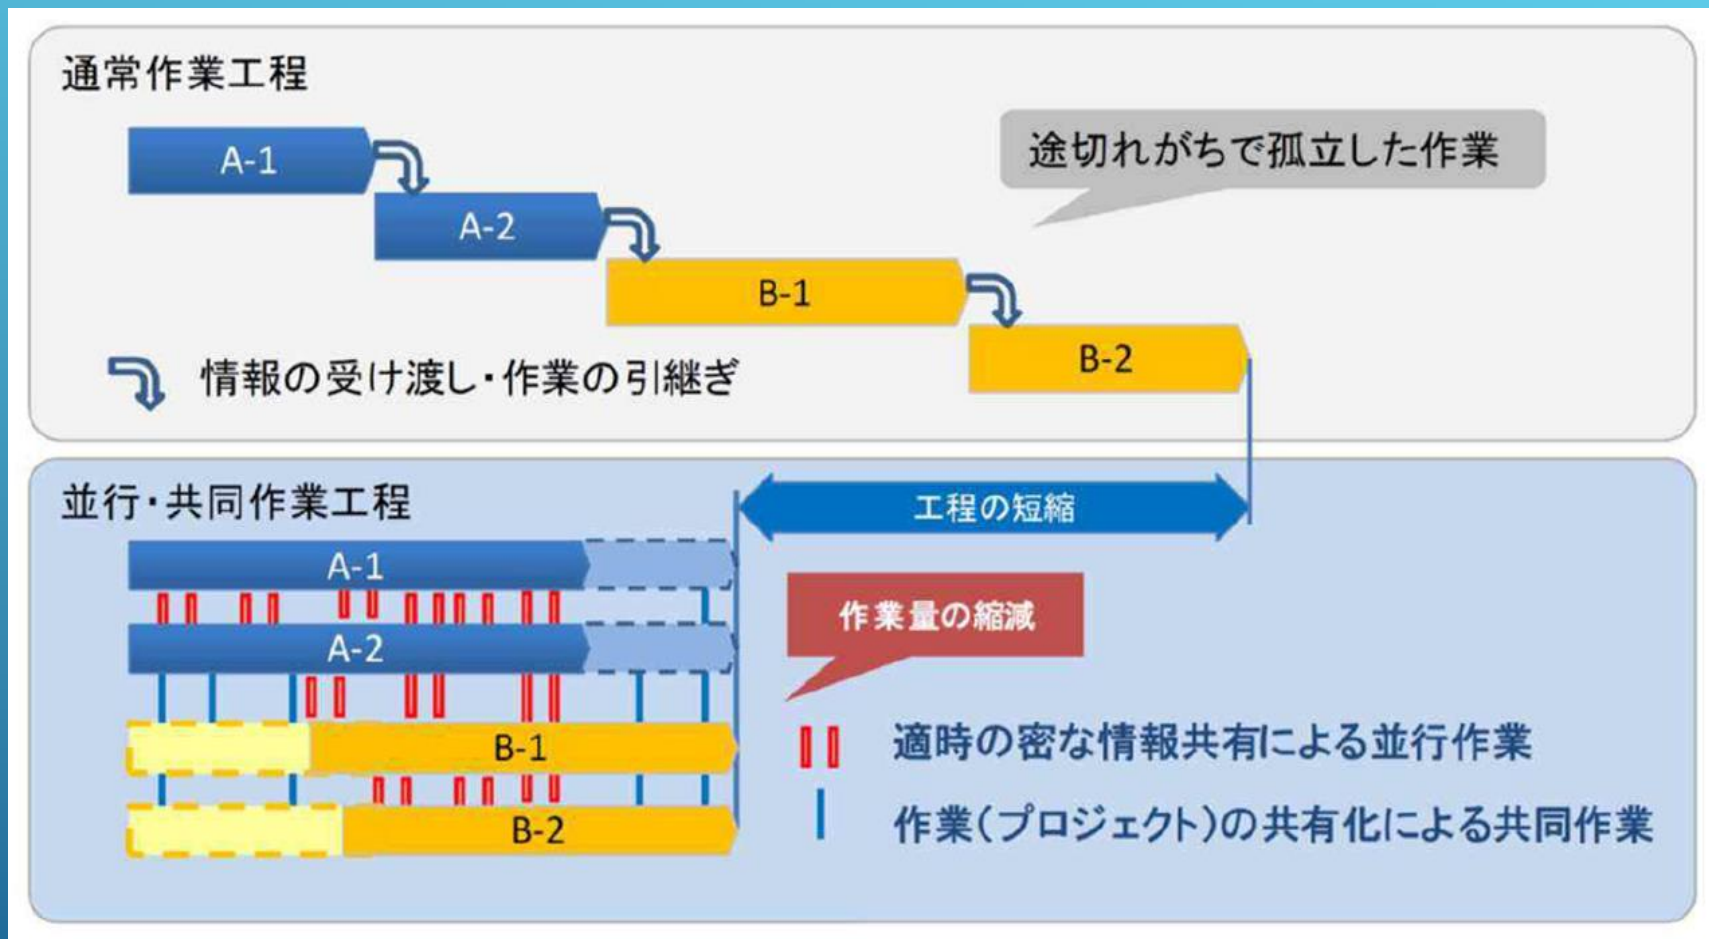 通常作業工程
途切れがちで孤立した作業
A-1
A-2
B-1
B-2
情報の受け渡し・作業の引継ぎ
並行・共同作業工程
工程の短縮
A-1
作業量の縮減
A-2
B-1
適時の密な情報共有による並行作業
B-2
作業(プロジェクト)の共有化による共同作業